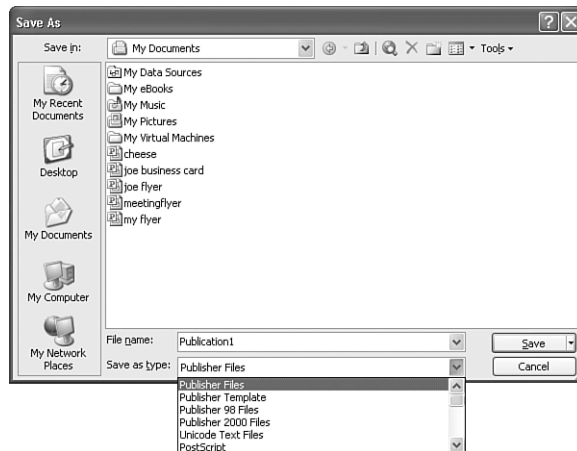 Save As
Save in:
My Documents
Tools
My Recent
Documents
Desktop
My Documents
My Computer
My Network
Places
My Data Sources
My eBooks
My Music
My Pictures
My Virtual Machines
cheese
joe business card
joe flyer
meetingflyer
my flyer
File name:
Publication1
Save
Save as type:
Publisher Files
Cancel
Publisher Files
Publisher Template
Publisher 98 Files
Publisher 2000 Files
Unicode Text Files
PostScript